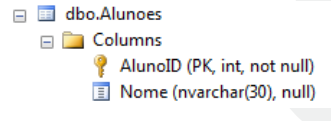 dbo.Alunoes
Columns
AlunoID (PK, int, not null)
Nome (nvarchar(30), null)